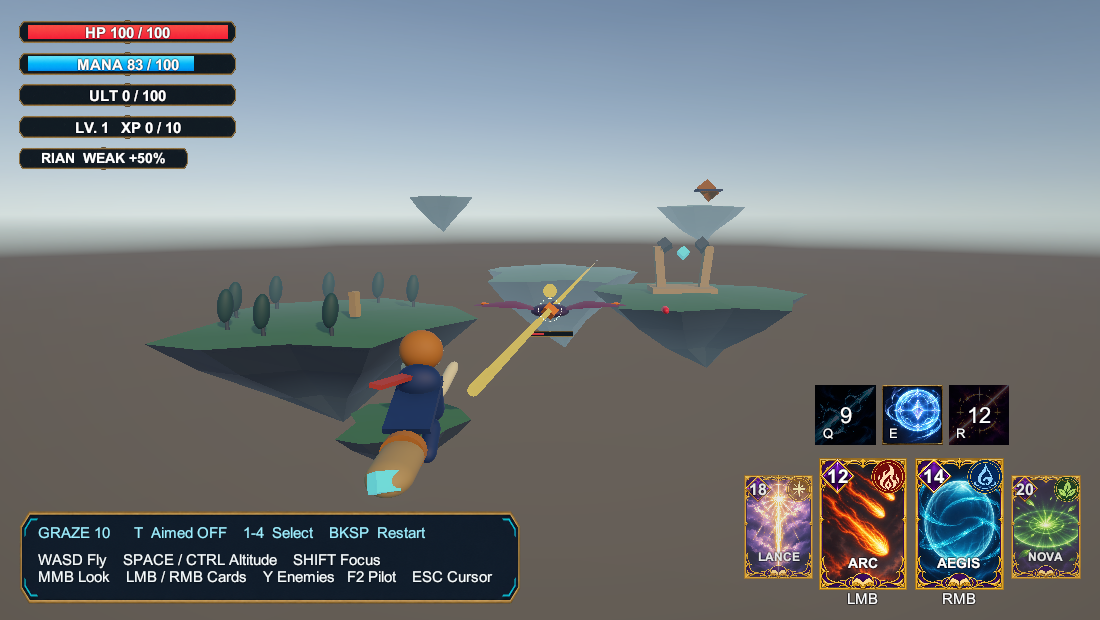 HP 100 / 100
MANA 83 / 100
ULT 0 / 100
LV. 1 XP 0 / 10
RIAN WEAK +50%
9
Q
E
12
R
18
LANCE
12
ARC
LMB
14
AEGIS
RMB
20
NOVA
GRAZE 10 T Aimed OFF 1-4 Select BKSP Restart
WASD Fly SPACE / CTRL Altitude SHIFT Focus
MMB Look LMB / RMB Cards Y Enemies F2 Pilot ESC Cursor